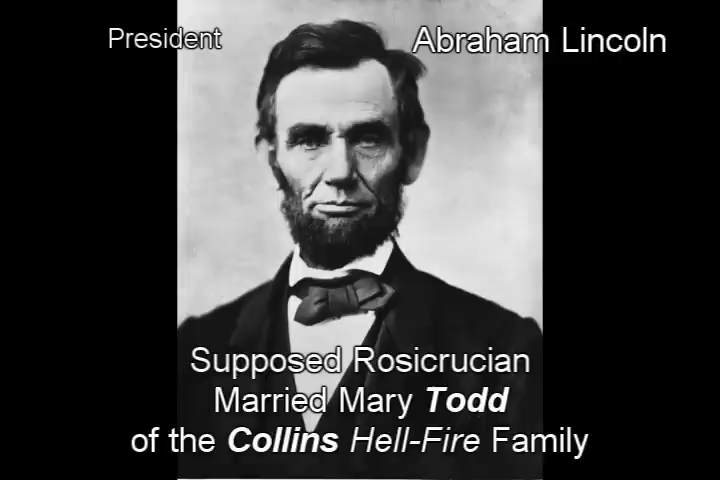 President Abraham Lincoln
Supposed Rosicrucian
Married Mary Todd
of the Collins Hell-Fire Family